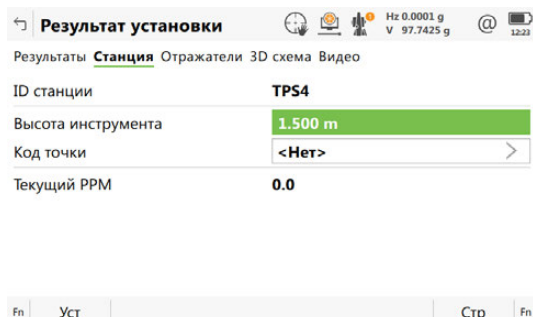 Результат установки
Hz 0.0001 g
V 97.7425 g
@
12:23
Результаты Станция Отражатели 3D схема Видео
ID станции TPS4
Высота инструмента 1.500 m
Код точки <Нет>
Текущий PPM 0.0
Fn Уст Стр Fn